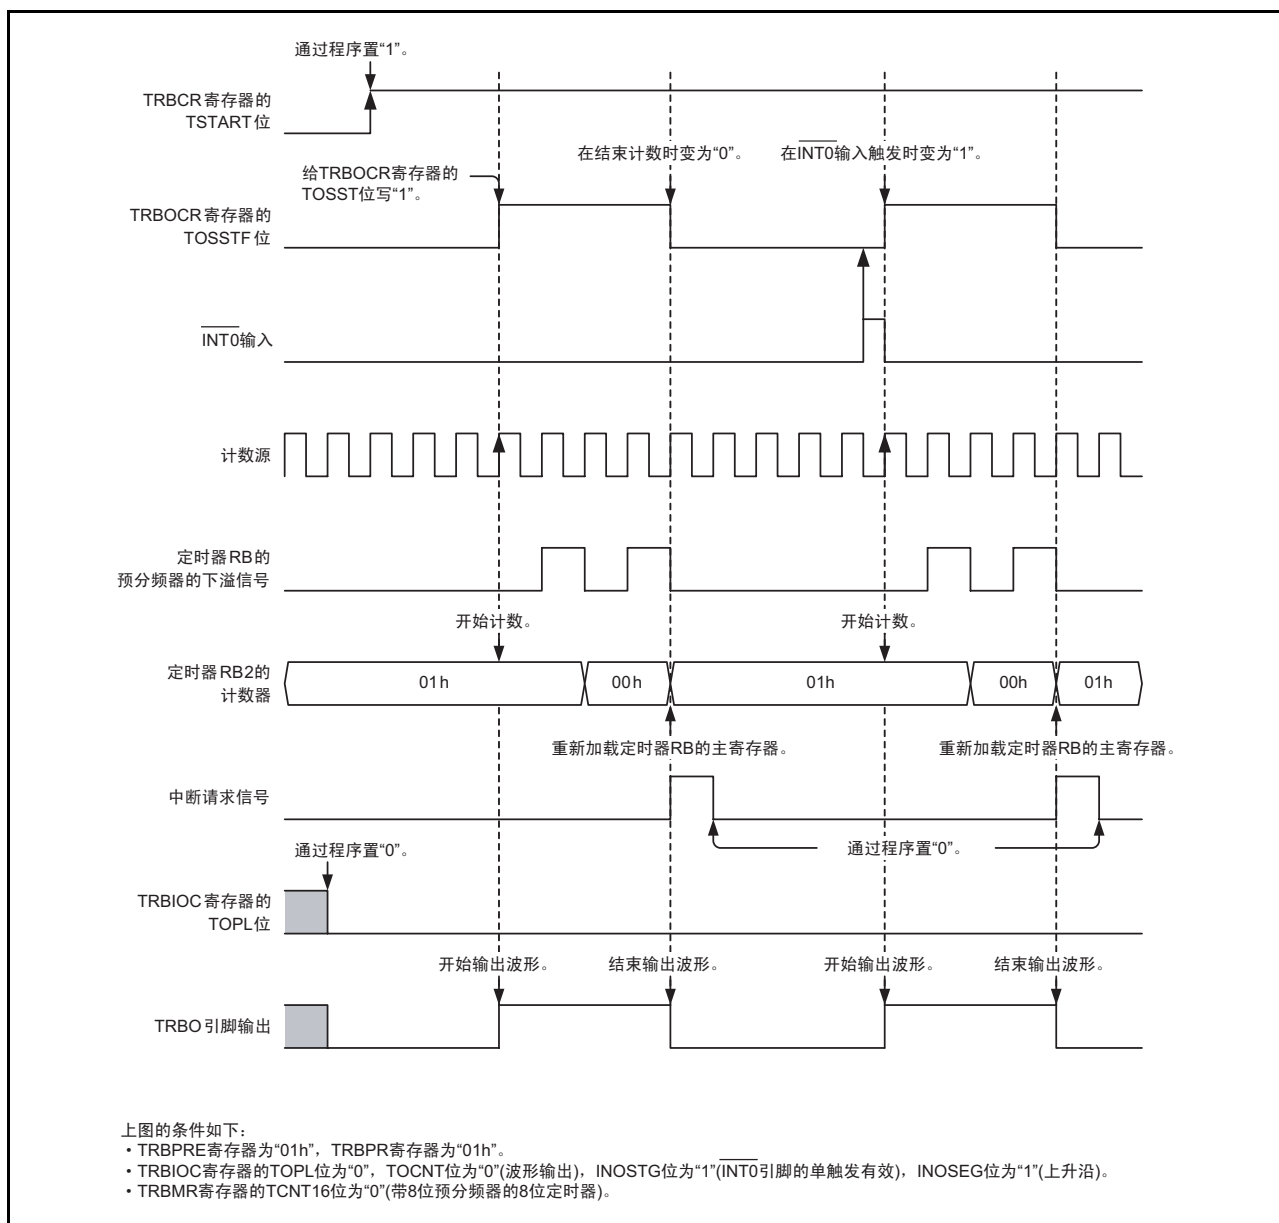 通过程序置“1”。
TRBCR寄存器的
TSTART位
在结束计数时变为“0”。
在INT0输入触发时变为“1”。
给TRBOCR寄存器的
TOSST位写“1”。
TRBOCR寄存器的
TOSSTF位
INT0输入
计数源
定时器RB的
预分频器的下溢信号
开始计数。
开始计数。
定时器RB2的
计数器
01h
00h
01h
00h
01h
重新加载定时器RB的主寄存器。
重新加载定时器RB的主寄存器。
中断请求信号
通过程序置“0”。
通过程序置“0”。
TRBIOC寄存器的
TOPL位
开始输出波形。
结束输出波形。
开始输出波形。
结束输出波形。
TRBO引脚输出
上图的条件如下：
・TRBPRE寄存器为“01h”，TRBPR寄存器为“01h”。
・TRBIOC寄存器的TOPL位为“0”，TOCNT位为“0”(波形输出)，INOSTG位为“1”(INT0引脚的单触发有效)，INOSEG位为“1”(上升沿)。
・TRBMR寄存器的TCNT16位为“0”(带8位预分频器的8位定时器)。